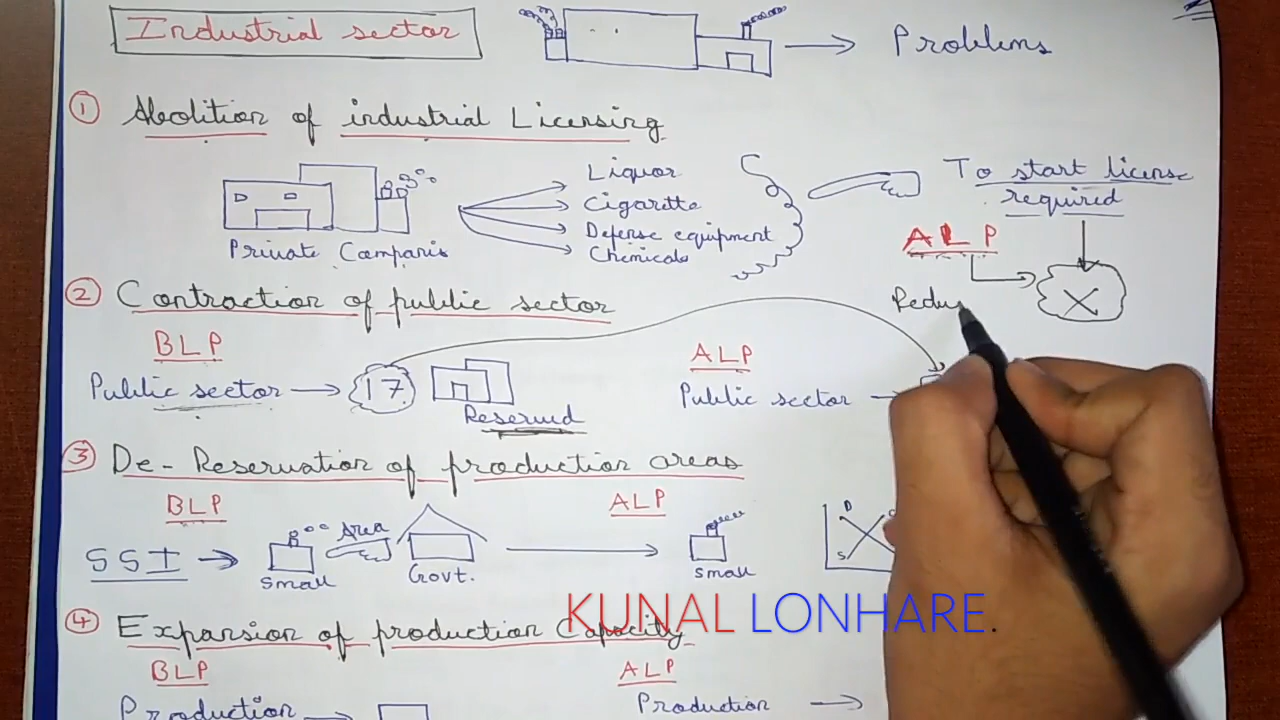 Industrial sector
Problems
① Abolition of industrial Licensing
Liquor
Cigarette
Defense equipment
Chemicals
Private Companis
To start license
required
ALP
② Contraction of public sector
Redu
BLP
Public sector → 17
Reserved
ALP
Public sector →
③ De-Reservation of production areas
BLP
SSI →
Small
Area
Govt.
ALP
small
D
S
④ Expansion of production Capacity
KUNAL LONHARE.
BLP
Production →
ALP
Production →